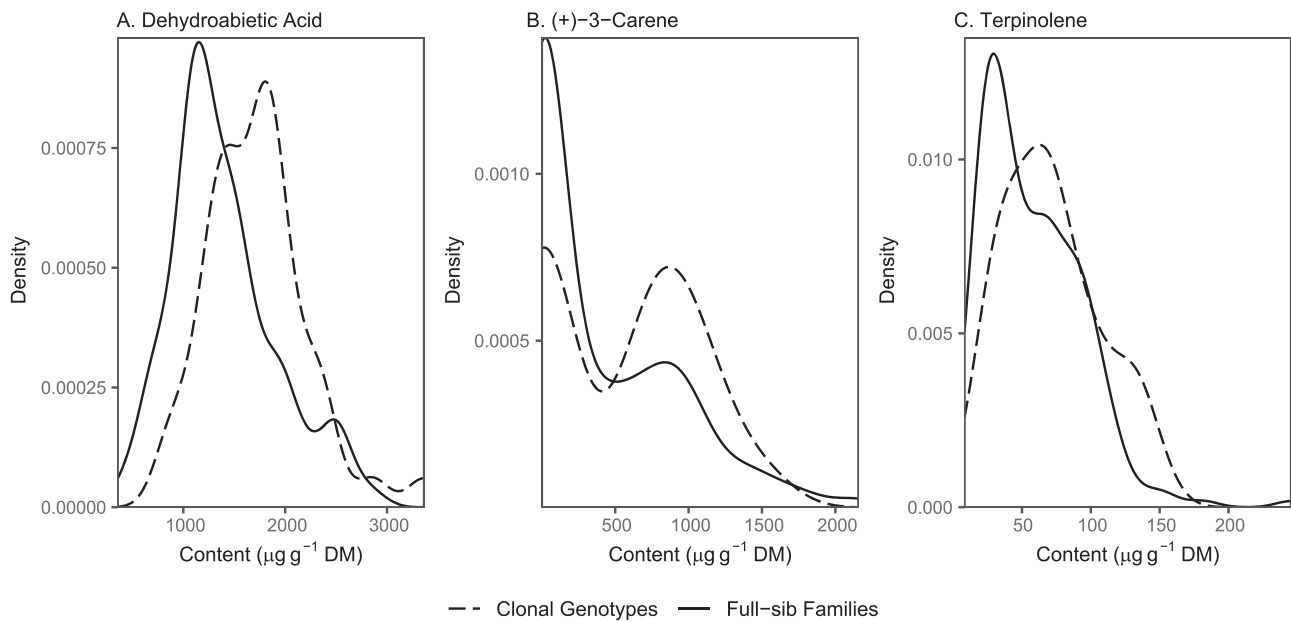 A. Dehydroabietic Acid
Density
0.00075
0.00050
0.00025
0.00000
1000 2000 3000
Content (μg g⁻¹ DM)
B. (+)−3−Carene
Density
0.0010
0.0005
500 1000 1500 2000
Content (μg g⁻¹ DM)
C. Terpinolene
Density
0.010
0.005
0.000
50 100 150 200
Content (μg g⁻¹ DM)
Clonal Genotypes Full−sib Families